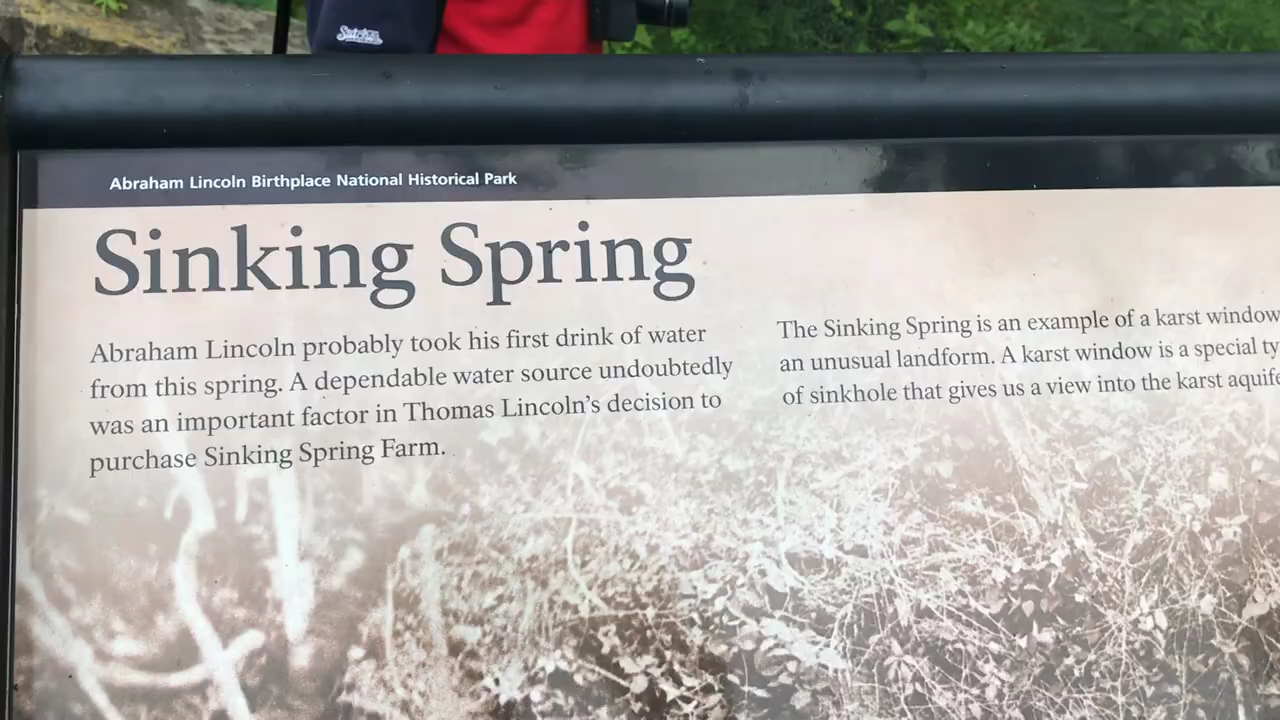 Abraham Lincoln Birthplace National Historical Park
Sinking Spring
Abraham Lincoln probably took his first drink of water
from this spring. A dependable water source undoubtedly
was an important factor in Thomas Lincoln's decision to
purchase Sinking Spring Farm.
The Sinking Spring is an example of a karst window
an unusual landform. A karst window is a special ty
of sinkhole that gives us a view into the karst aquife